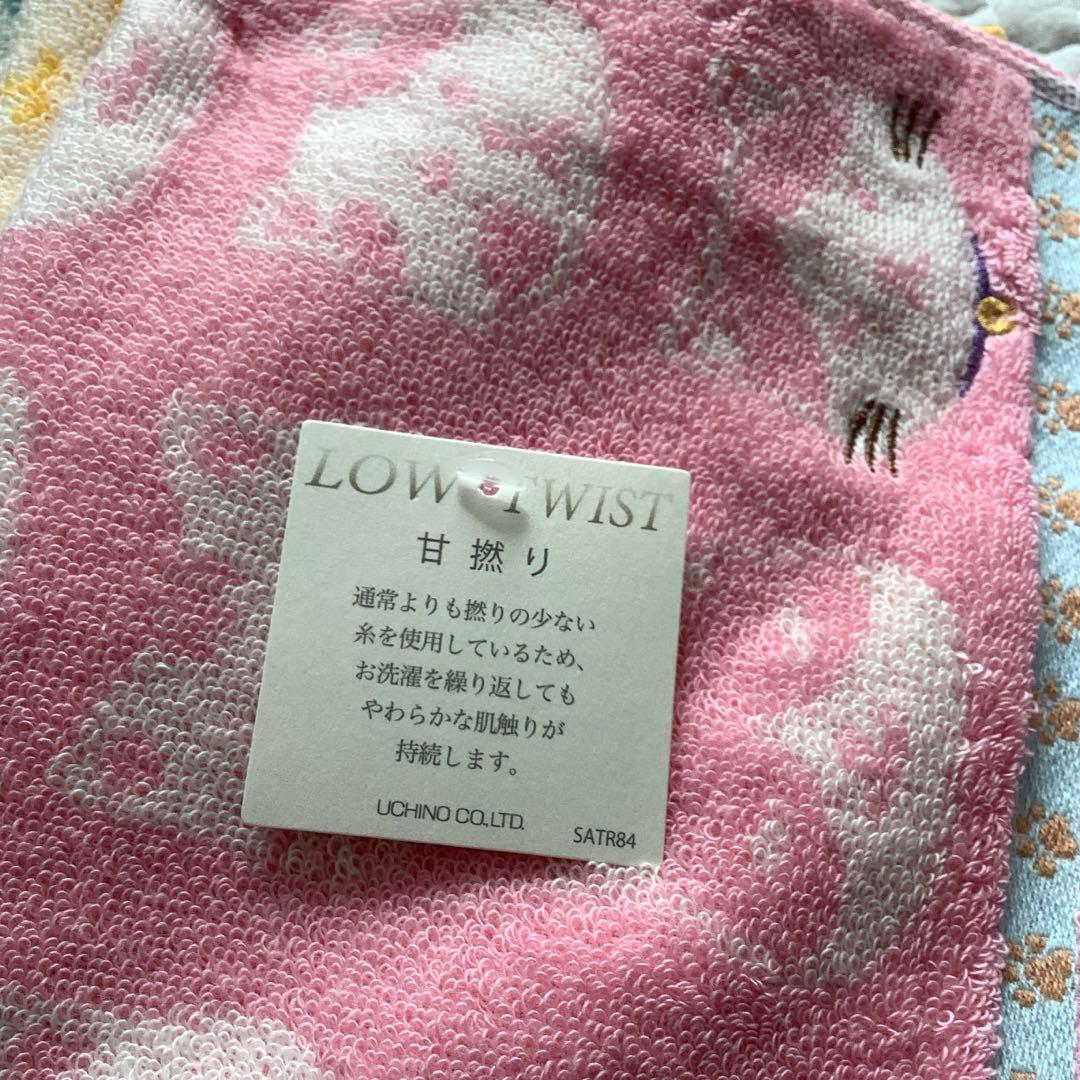 LOW TWIST
甘撚り
通常よりも撚りの少ない
糸を使用しているため、
お洗濯を繰り返しても
やわらかな肌触りが
持続します。
UCHINO CO.,LTD.
SATR84